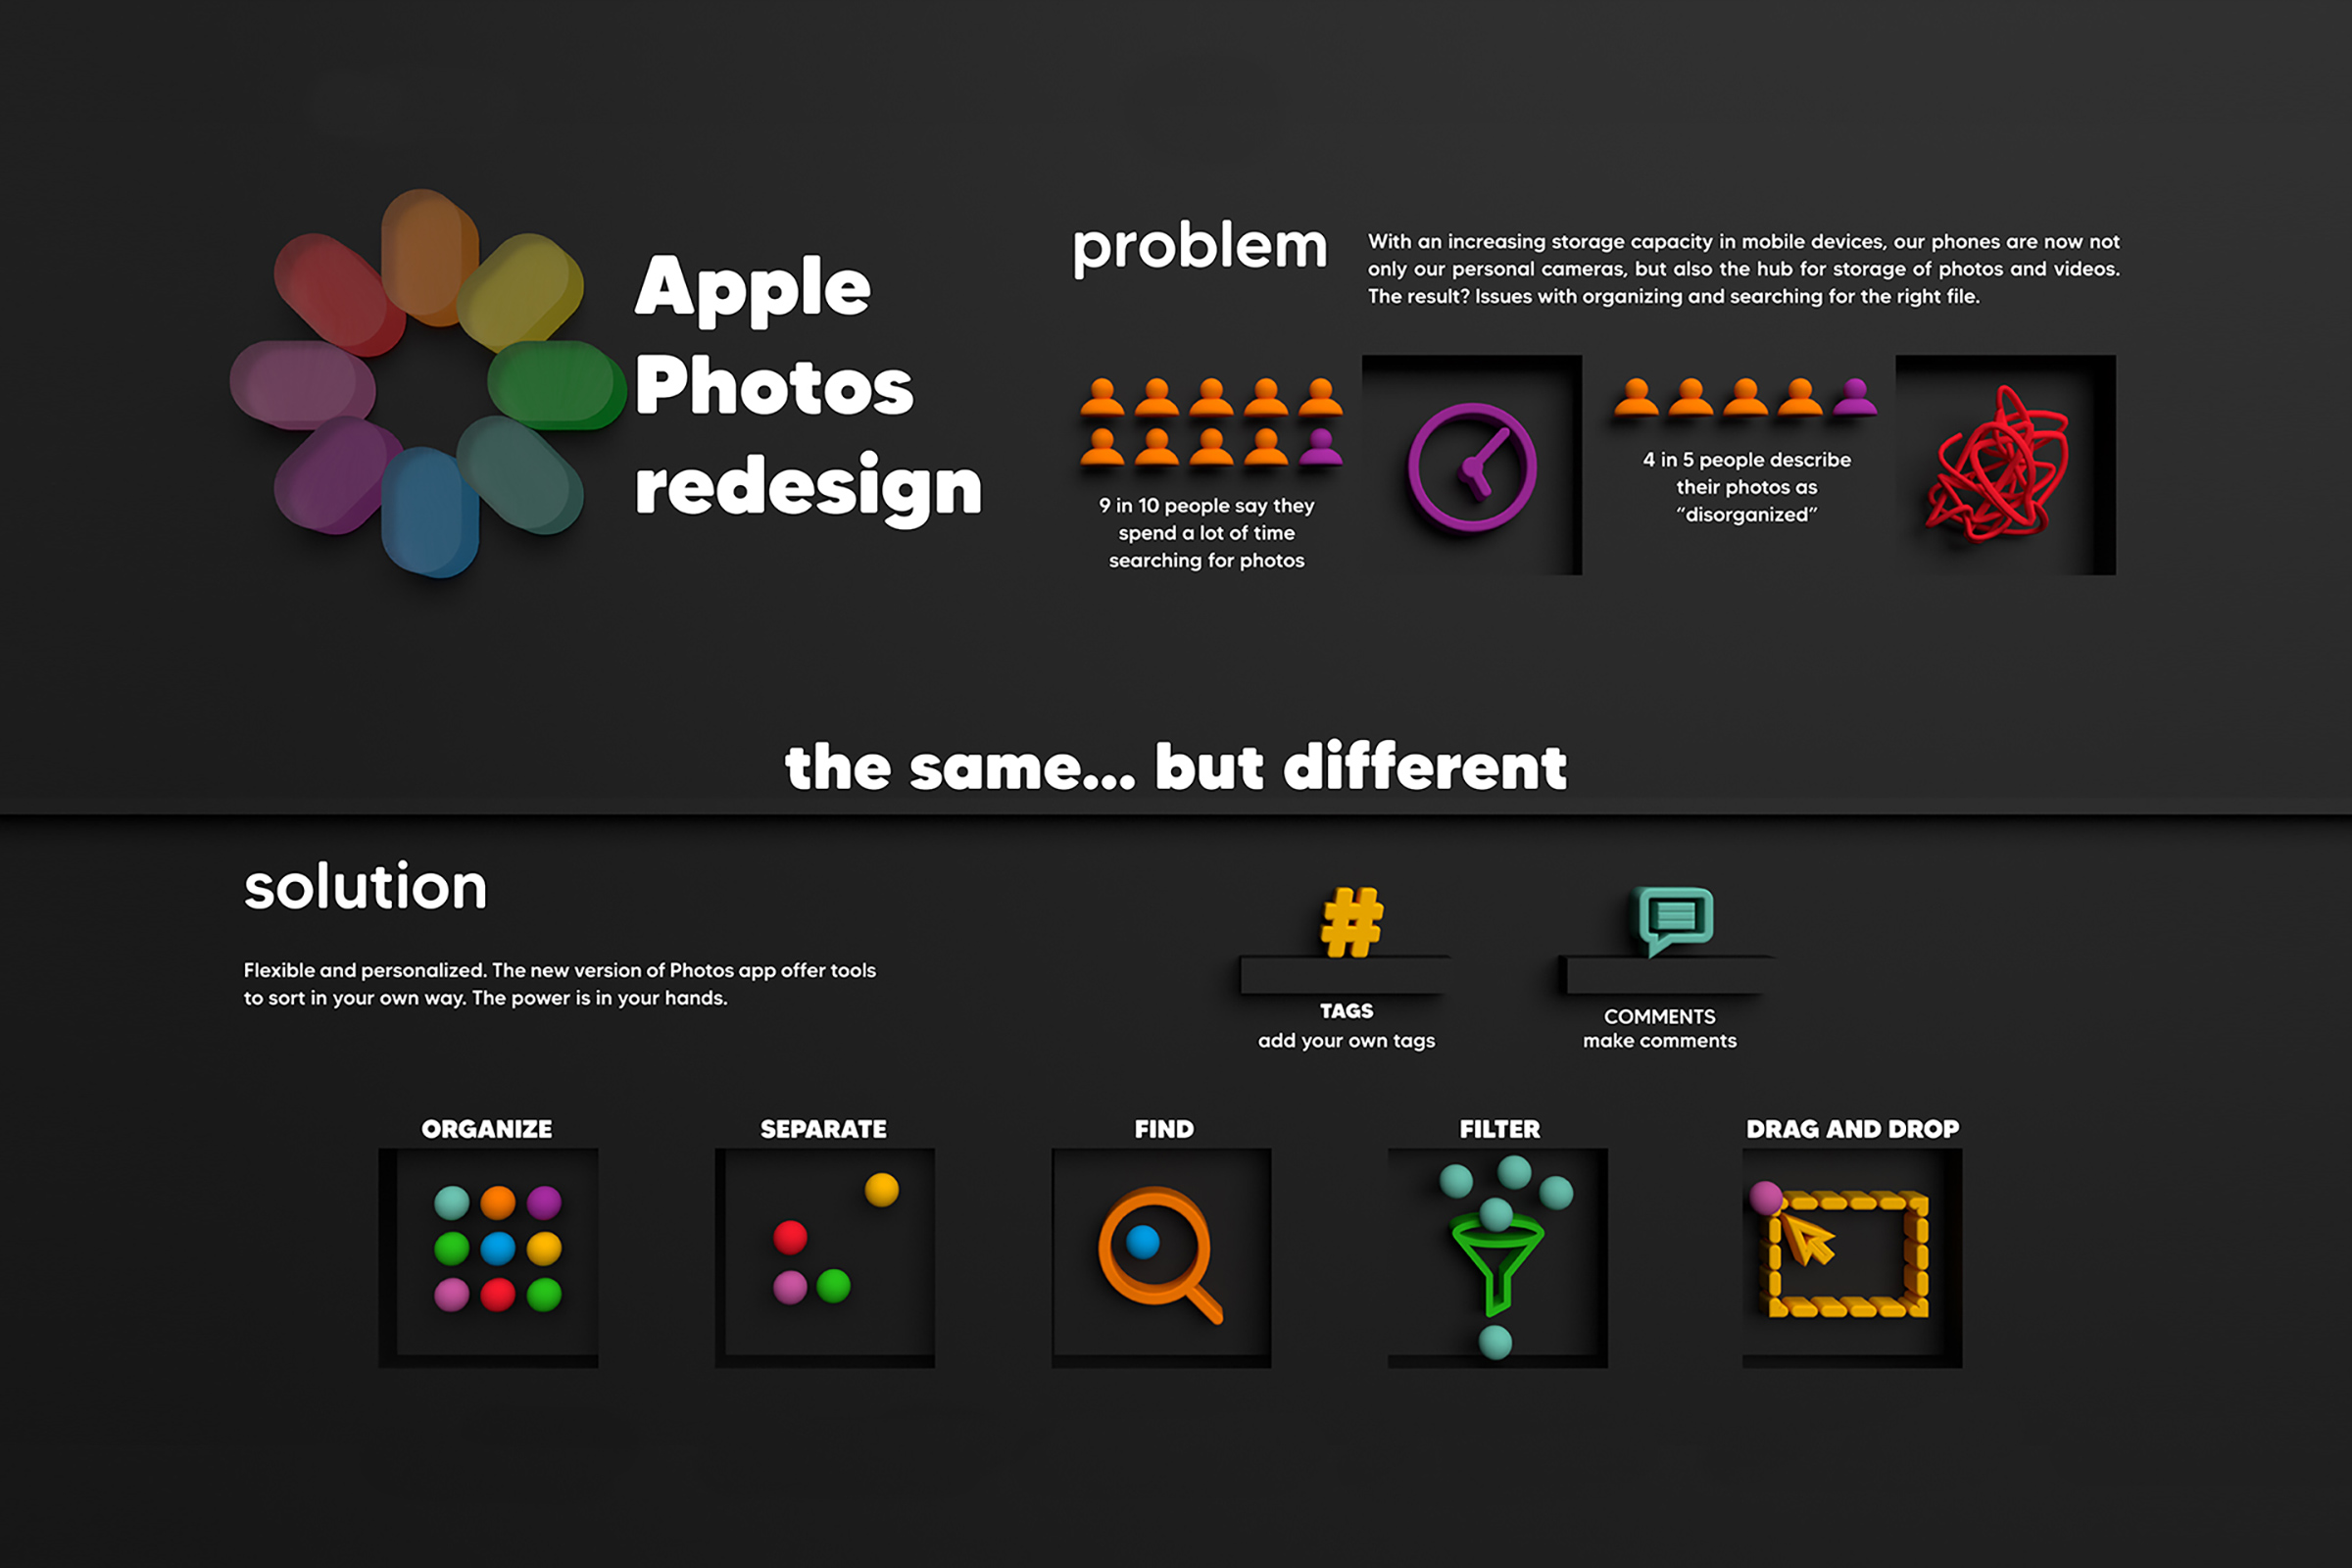 Apple
Photos
redesign
problem
With an increasing storage capacity in mobile devices, our phones are now not
only our personal cameras, but also the hub for storage of photos and videos.
The result? Issues with organizing and searching for the right file.
9 in 10 people say they
spend a lot of time
searching for photos
4 in 5 people describe
their photos as
“disorganized”
the same... but different
solution
Flexible and personalized. The new version of Photos app offer tools
to sort in your own way. The power is in your hands.
#
TAGS
add your own tags
COMMENTS
make comments
ORGANIZE
SEPARATE
FIND
FILTER
DRAG AND DROP